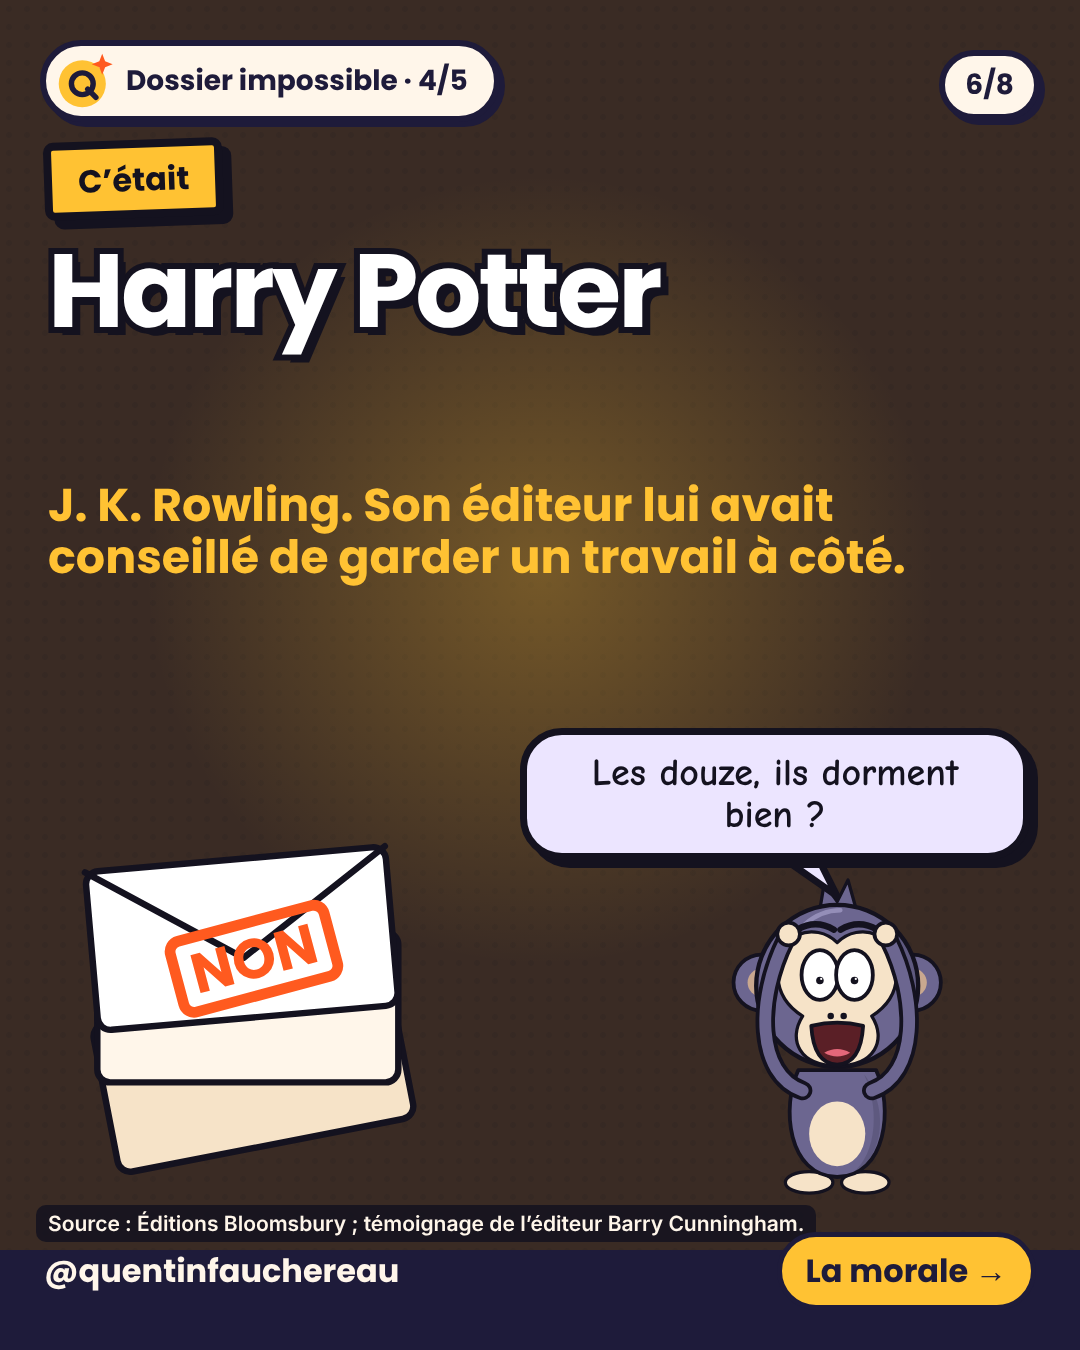 Q Dossier impossible · 4/5
6/8
C’était
Harry Potter
J. K. Rowling. Son éditeur lui avait
conseillé de garder un travail à côté.
Les douze, ils dorment
bien ?
NON
Source : Éditions Bloomsbury ; témoignage de l’éditeur Barry Cunningham.
@quentinfauchereau
La morale →